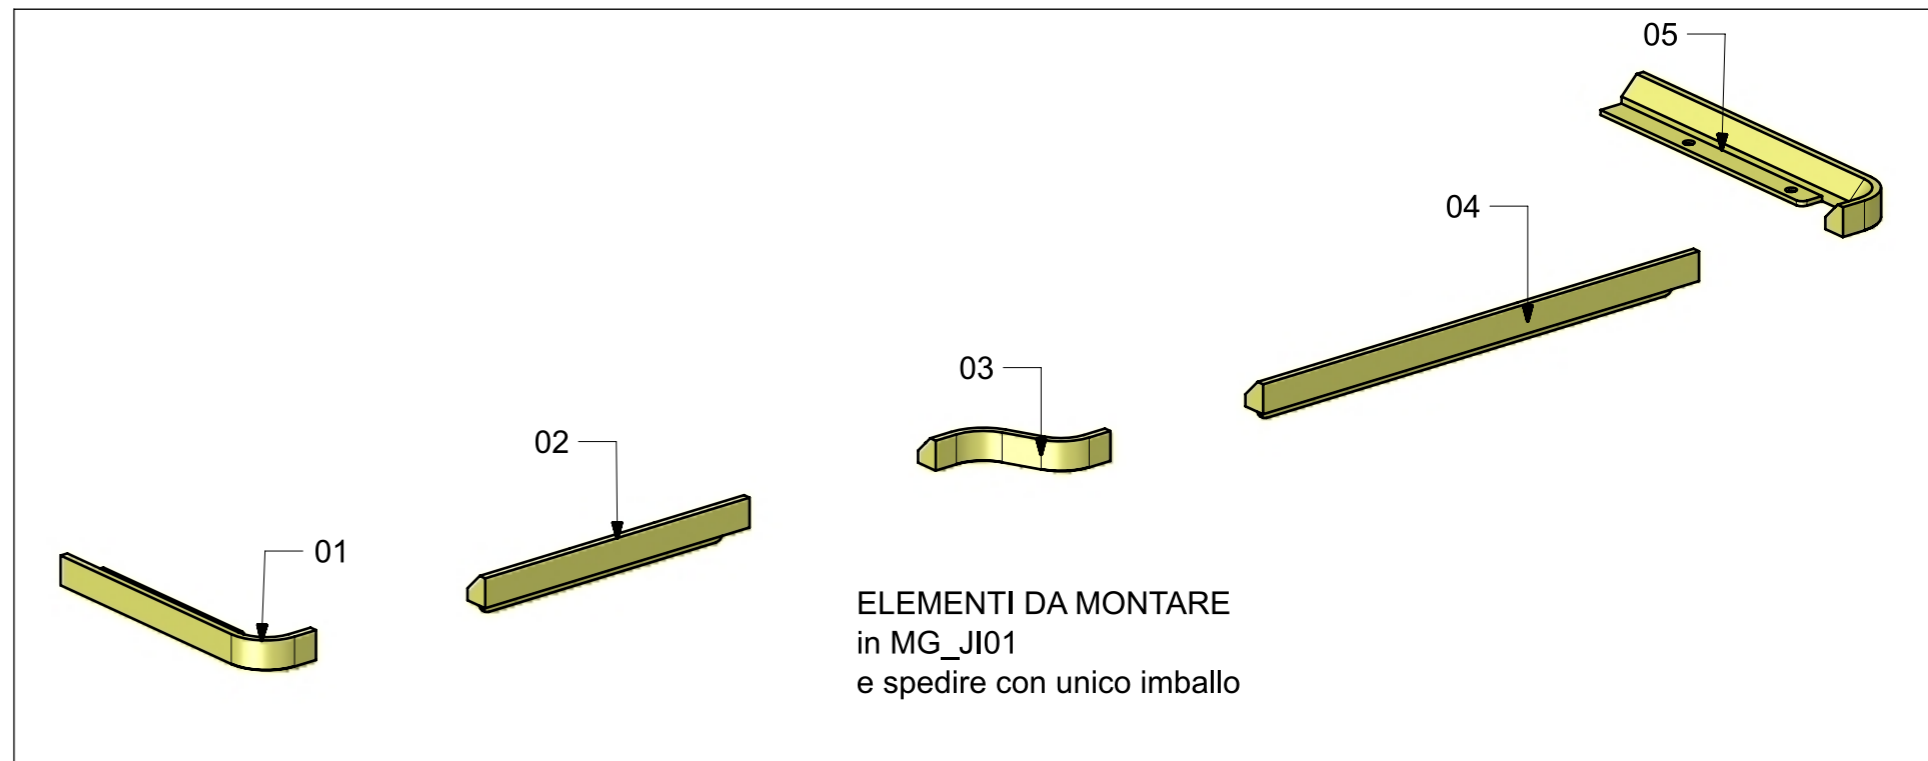 05
04
03
02
01
ELEMENTI DA MONTARE
in MG_JI01
e spedire con unico imballo